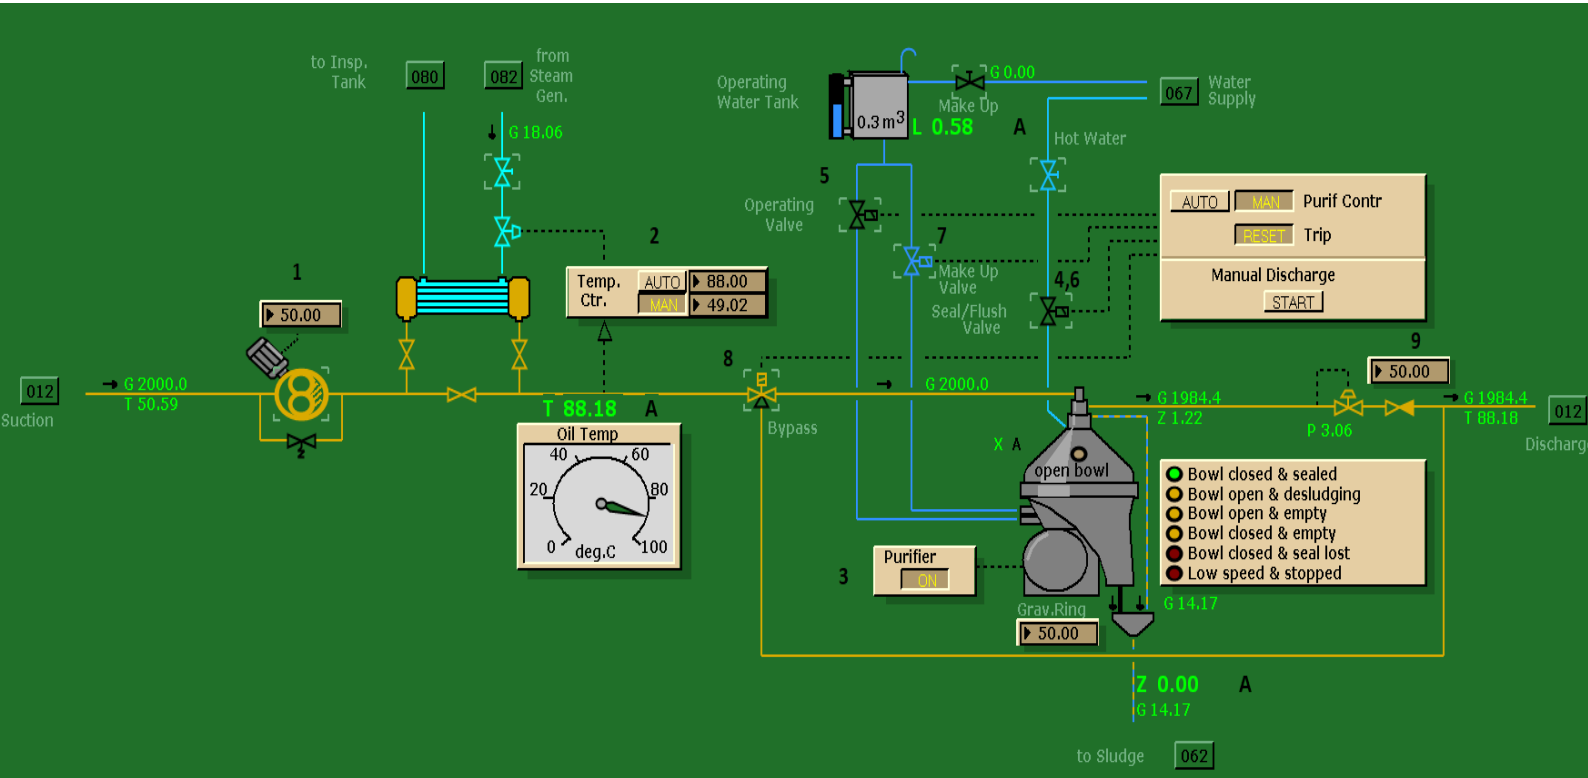 to Insp.
Tank
080
082
from
Steam
Gen.
G 18.06
Operating
Water Tank
0.3 m3
L 0.58
G 0.00
Make Up
A
067
Water
Supply
Hot Water
5
Operating
Valve
7
Make Up
Valve
4,6
Seal/Flush
Valve
AUTO
MAN
Purif Contr
RESET
Trip
Manual Discharge
START
1
50.00
2
Temp.
Ctr.
AUTO
88.00
MAN
49.02
8
9
50.00
012
Suction
G 2000.0
T 50.59
T 88.18
A
Bypass
G 2000.0
G 1984.4
Z 1.22
P 3.06
G 1984.4
T 88.18
012
Discharge
Oil Temp
0
20
40
60
80
100
deg.C
X A
open bowl
Bowl closed & sealed
Bowl open & desludging
Bowl open & empty
Bowl closed & empty
Bowl closed & seal lost
Low speed & stopped
3
Purifier
ON
Grav.Ring
50.00
G 14.17
Z 0.00
A
G 14.17
to Sludge
062